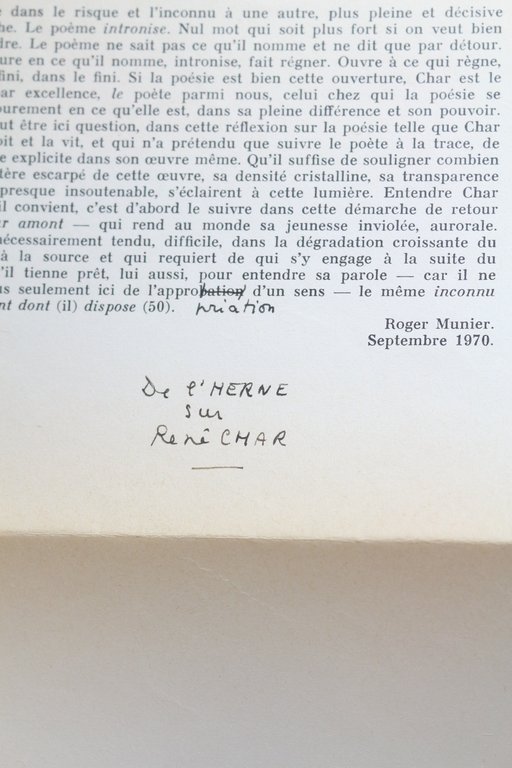 dans le risque et l'inconnu à une autre, plus pleine et décisive
Le poème intronise. Nul mot qui soit plus fort si on veut bien
Le poème ne sait pas ce qu'il nomme et ne dit que par détour.
en ce qu'il nomme, intronise, fait régner. Ouvre à ce qui règne,
dans le fini. Si la poésie est bien cette ouverture, Char est le
excellence, le poète parmi nous, celui chez qui la poésie se
en ce qu'elle est, dans sa pleine différence et son pouvoir.
être ici question, dans cette réflexion sur la poésie telle que Char
et la vit, et qui n'a prétendu que suivre le poète à la trace, de
explicite dans son œuvre même. Qu'il suffise de souligner combien
escarpé de cette œuvre, sa densité cristalline, sa transparence
presque insoutenable, s'éclairent à cette lumière. Entendre Char
il convient, c'est d'abord le suivre dans cette démarche de retour
amont — qui rend au monde sa jeunesse inviolée, aurorale.
nécessairement tendu, difficile, dans la dégradation croissante du
à la source et qui requiert de qui s'y engage à la suite du
'il tienne prêt, lui aussi, pour entendre sa parole — car il ne
seulement ici de l'approbation d'un sens — le même inconnu
dont (il) dispose (50). priation
Roger Munier.
Septembre 1970.
De l'HERNE
sur
René CHAR